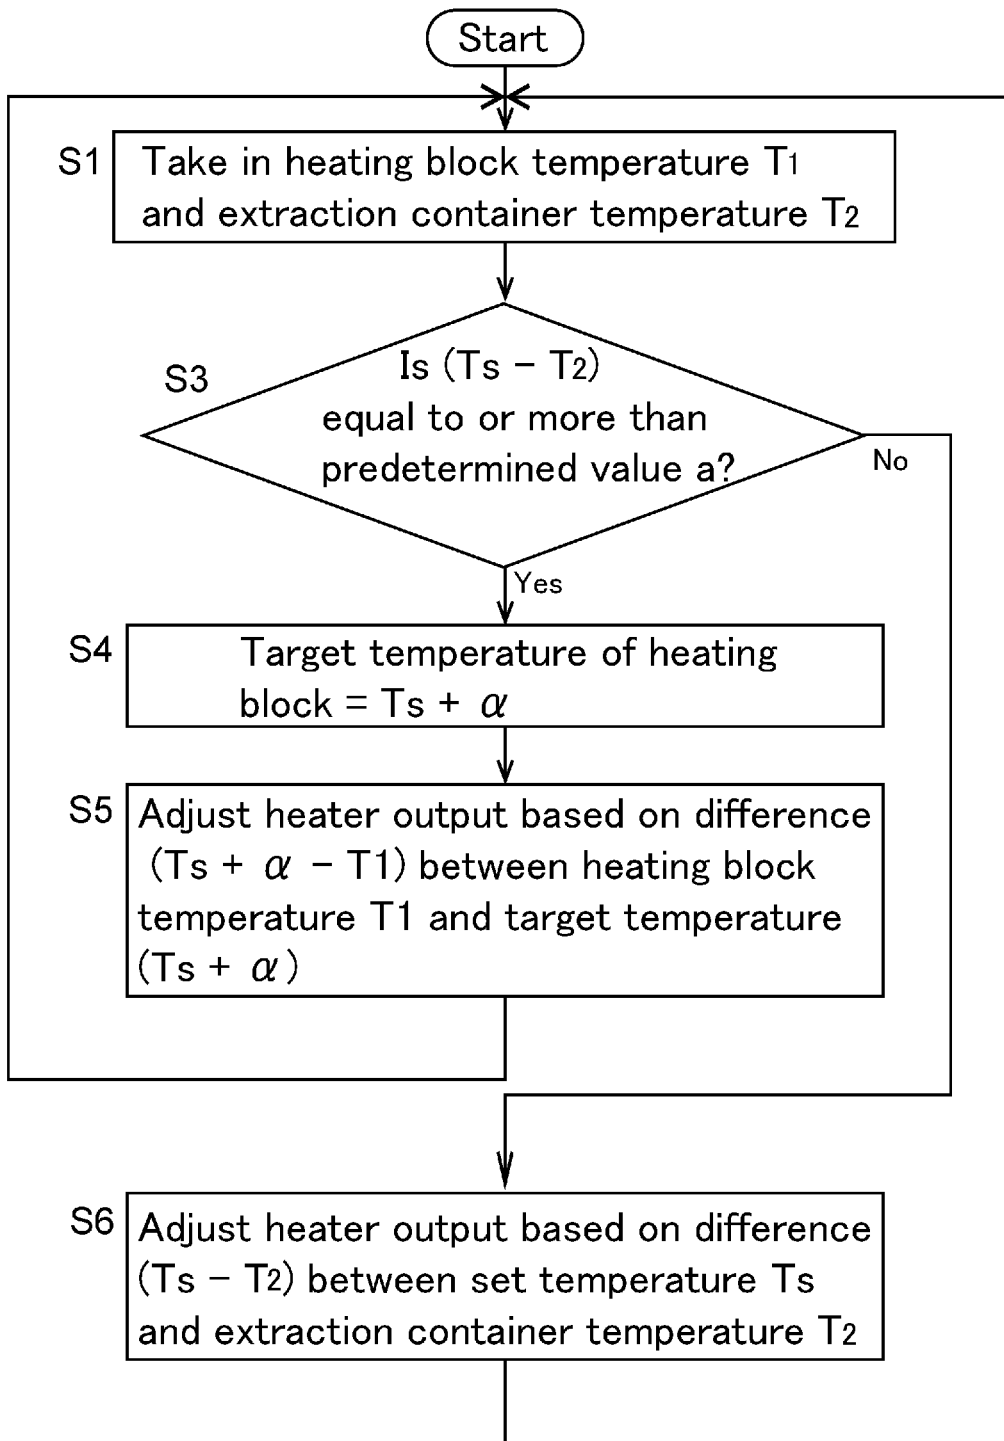 Start
S1
Take in heating block temperature T1
and extraction container temperature T2
S3
Is (Ts − T2)
equal to or more than
predetermined value a?
No
Yes
S4
Target temperature of heating
block = Ts + α
S5
Adjust heater output based on difference
(Ts + α − T1) between heating block
temperature T1 and target temperature
(Ts + α)
S6
Adjust heater output based on difference
(Ts − T2) between set temperature Ts
and extraction container temperature T2